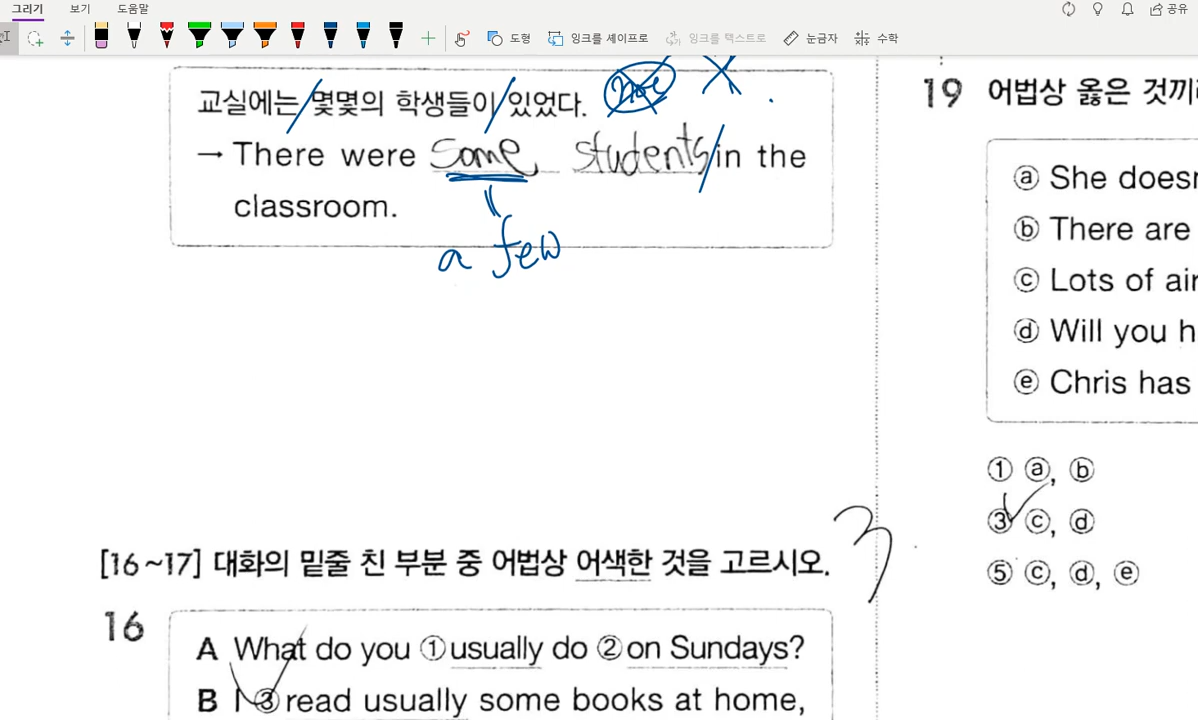 그리기 보기 도움말 공유
도형 잉크를 셰이프로 잉크를 텍스트로 눈금자 수학
교실에는 몇몇의 학생들이 있었다.
→ There were some students in the
classroom.
a few
[16~17] 대화의 밑줄 친 부분 중 어법상 어색한 것을 고르시오.
3
16
A What do you ①usually do ②on Sundays?
B I ③read usually some books at home,
19 어법상 옳은 것끼
ⓐ She doesn
ⓑ There are
ⓒ Lots of air
ⓓ Will you h
ⓔ Chris has
① ⓐ, ⓑ
③ ⓒ, ⓓ
⑤ ⓒ, ⓓ, ⓔ